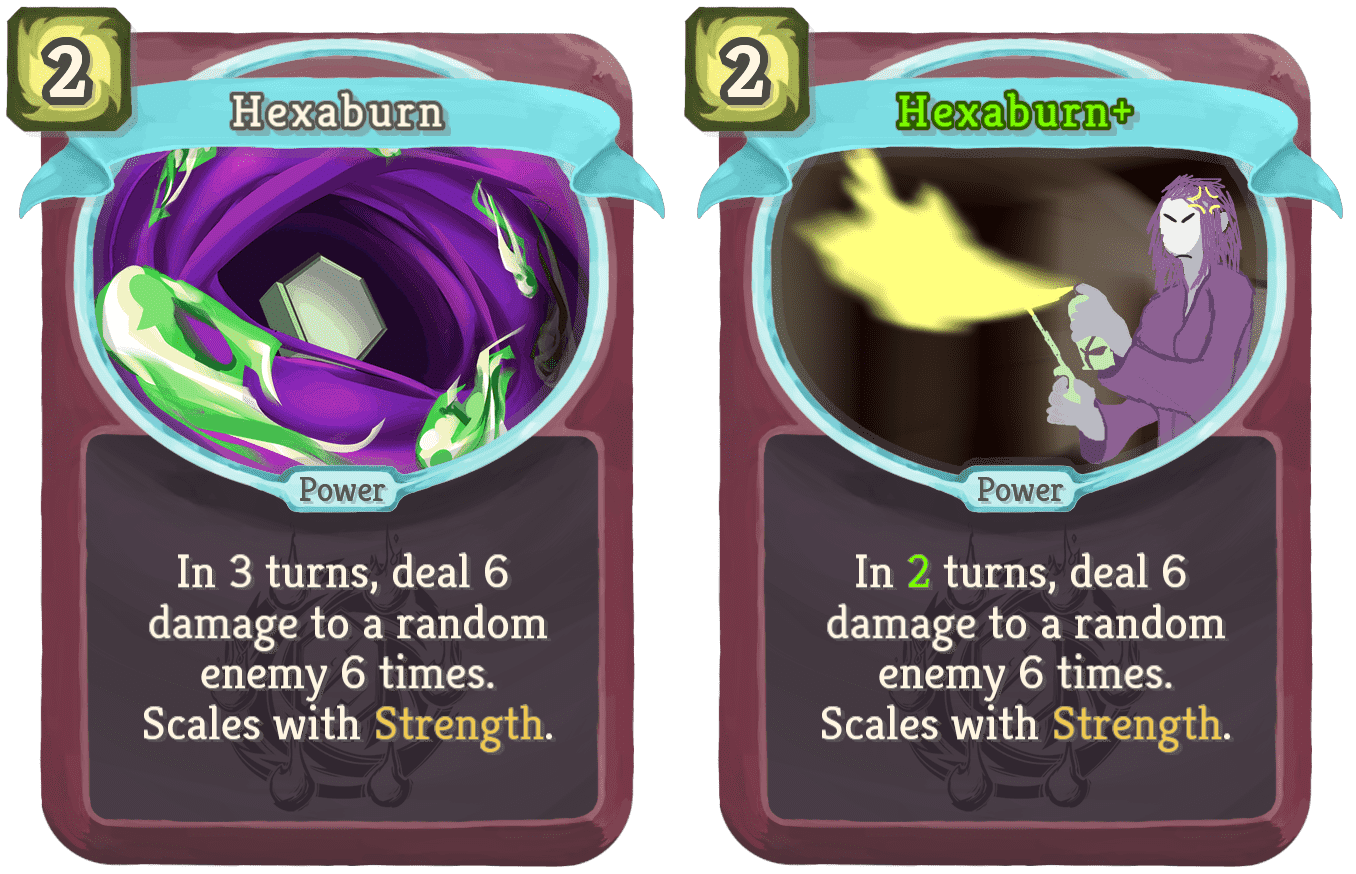 2
Hexaburn
Power
In 3 turns, deal 6
damage to a random
enemy 6 times.
Scales with Strength.
2
Hexaburn+
Power
In 2 turns, deal 6
damage to a random
enemy 6 times.
Scales with Strength.